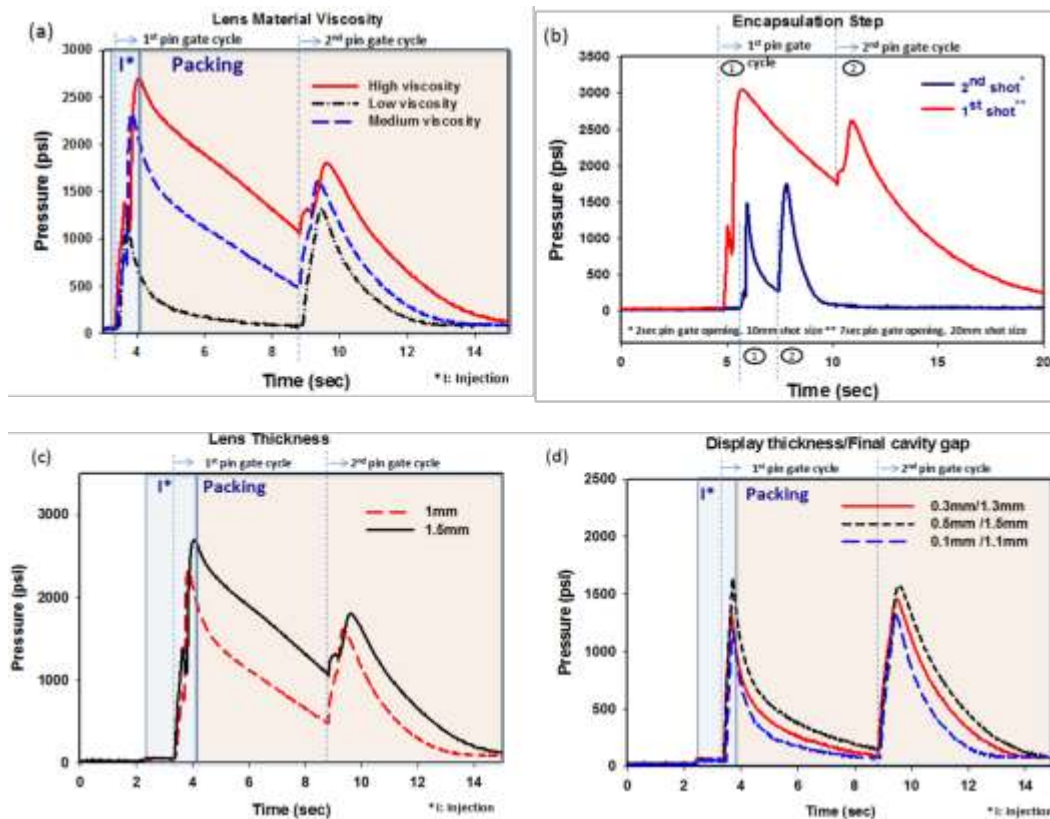 (a)
Lens Material Viscosity
1st pin gate cycle
2nd pin gate cycle
I*
Packing
High viscosity
Low viscosity
Medium viscosity
Pressure (psi)
3000
2500
2000
1500
1000
500
0
4
6
8
10
12
14
Time (sec)
* I: Injection
(b)
Encapsulation Step
1st pin gate
cycle
2nd pin gate cycle
1
2
2nd shot*
1st shot**
Pressure (psi)
3500
3000
2500
2000
1500
1000
500
0
* 2sec pin gate opening, 10mm shot size ** 7sec pin gate opening, 20mm shot size
0
5
1
2
10
15
20
Time (sec)
(c)
Lens Thickness
1st pin gate cycle
2nd pin gate cycle
I*
Packing
1mm
1.5mm
Pressure (psi)
3000
2000
1000
0
0
2
4
6
8
10
12
14
Time (sec)
* I: Injection
(d)
Display thickness/Final cavity gap
1st pin gate cycle
2nd pin gate cycle
I*
Packing
0.3mm/1.3mm
0.5mm /1.5mm
0.1mm /1.1mm
Pressure (psi)
2500
2000
1500
1000
500
0
0
2
4
6
8
10
12
14
Time (sec)
* I: Injection